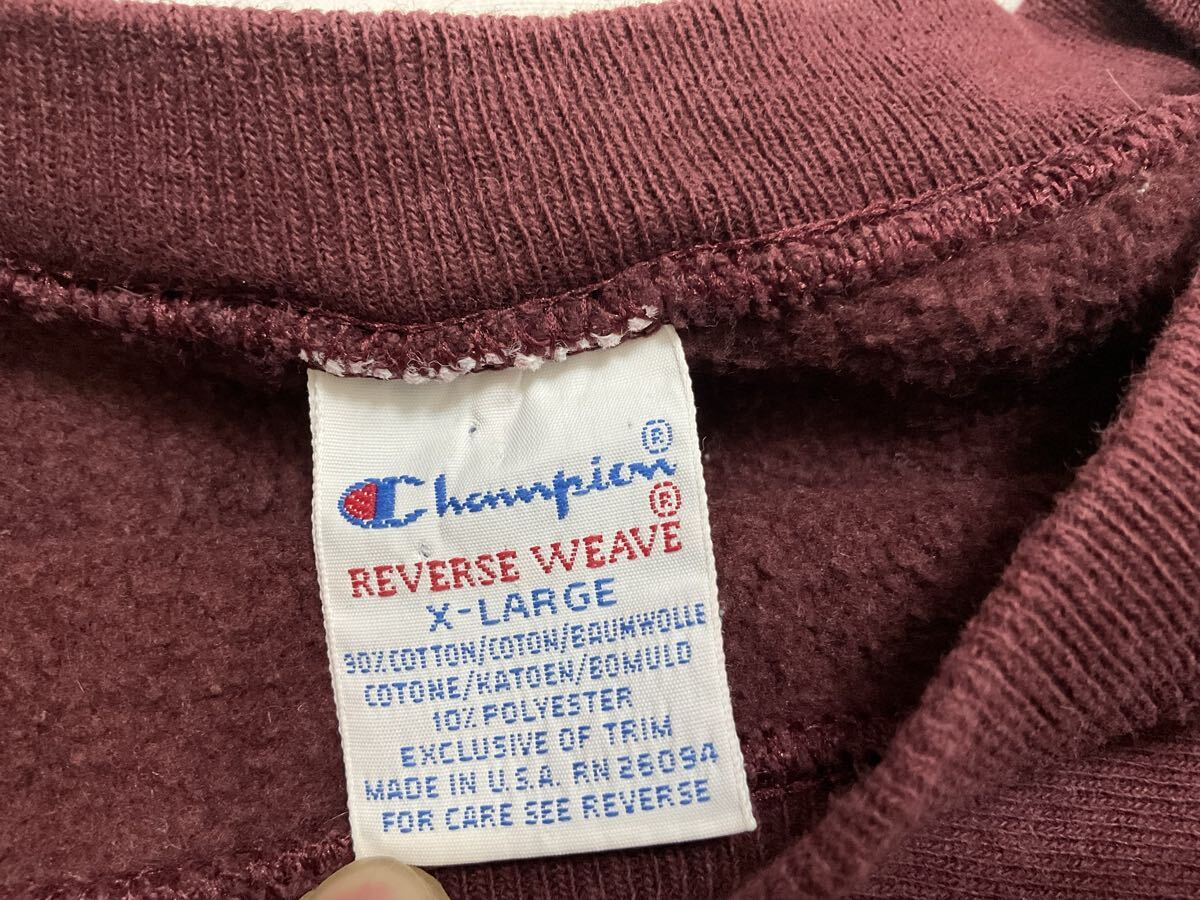 Champion®
REVERSE WEAVE®
X-LARGE
90% COTTON/COTON/BAUMWOLLE
COTONE/KATOEN/BOMULD
10% POLYESTER
EXCLUSIVE OF TRIM
MADE IN U.S.A. RN 26094
FOR CARE SEE REVERSE